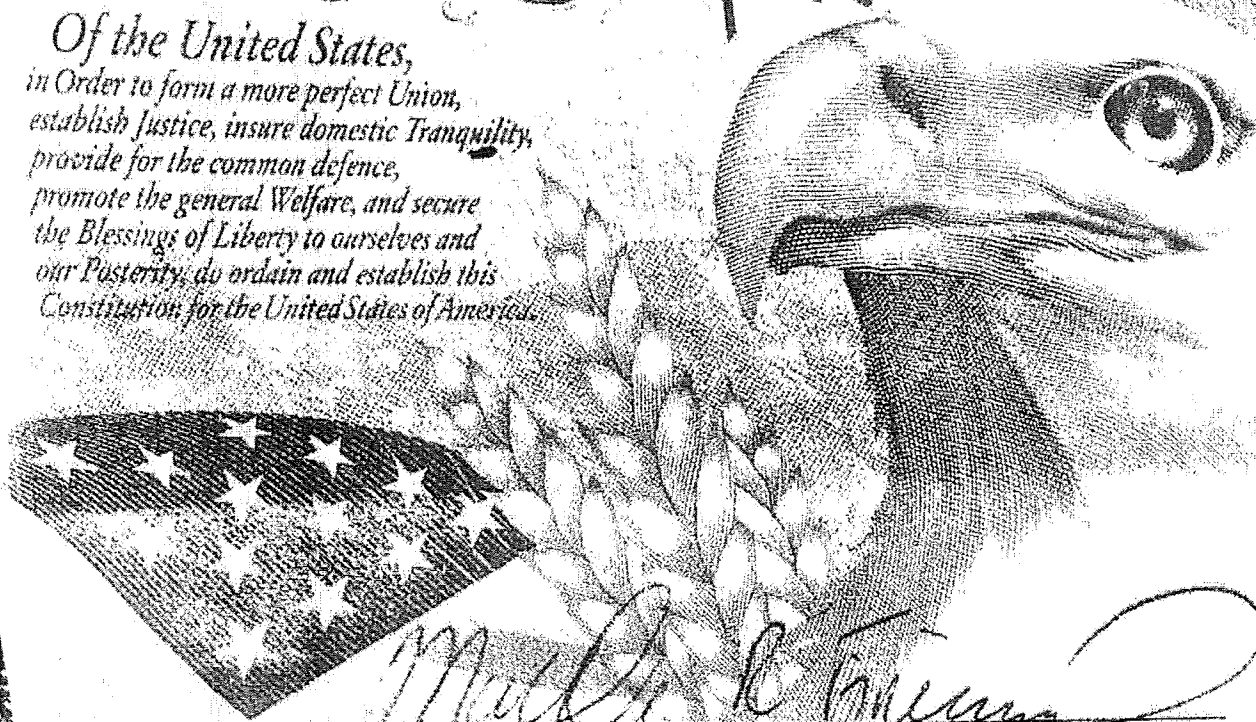 Of the United States,
in Order to form a more perfect Union,
establish Justice, insure domestic Tranquility,
provide for the common defence,
promote the general Welfare, and secure
the Blessings of Liberty to ourselves and
our Posterity, do ordain and establish this
Constitution for the United States of America.